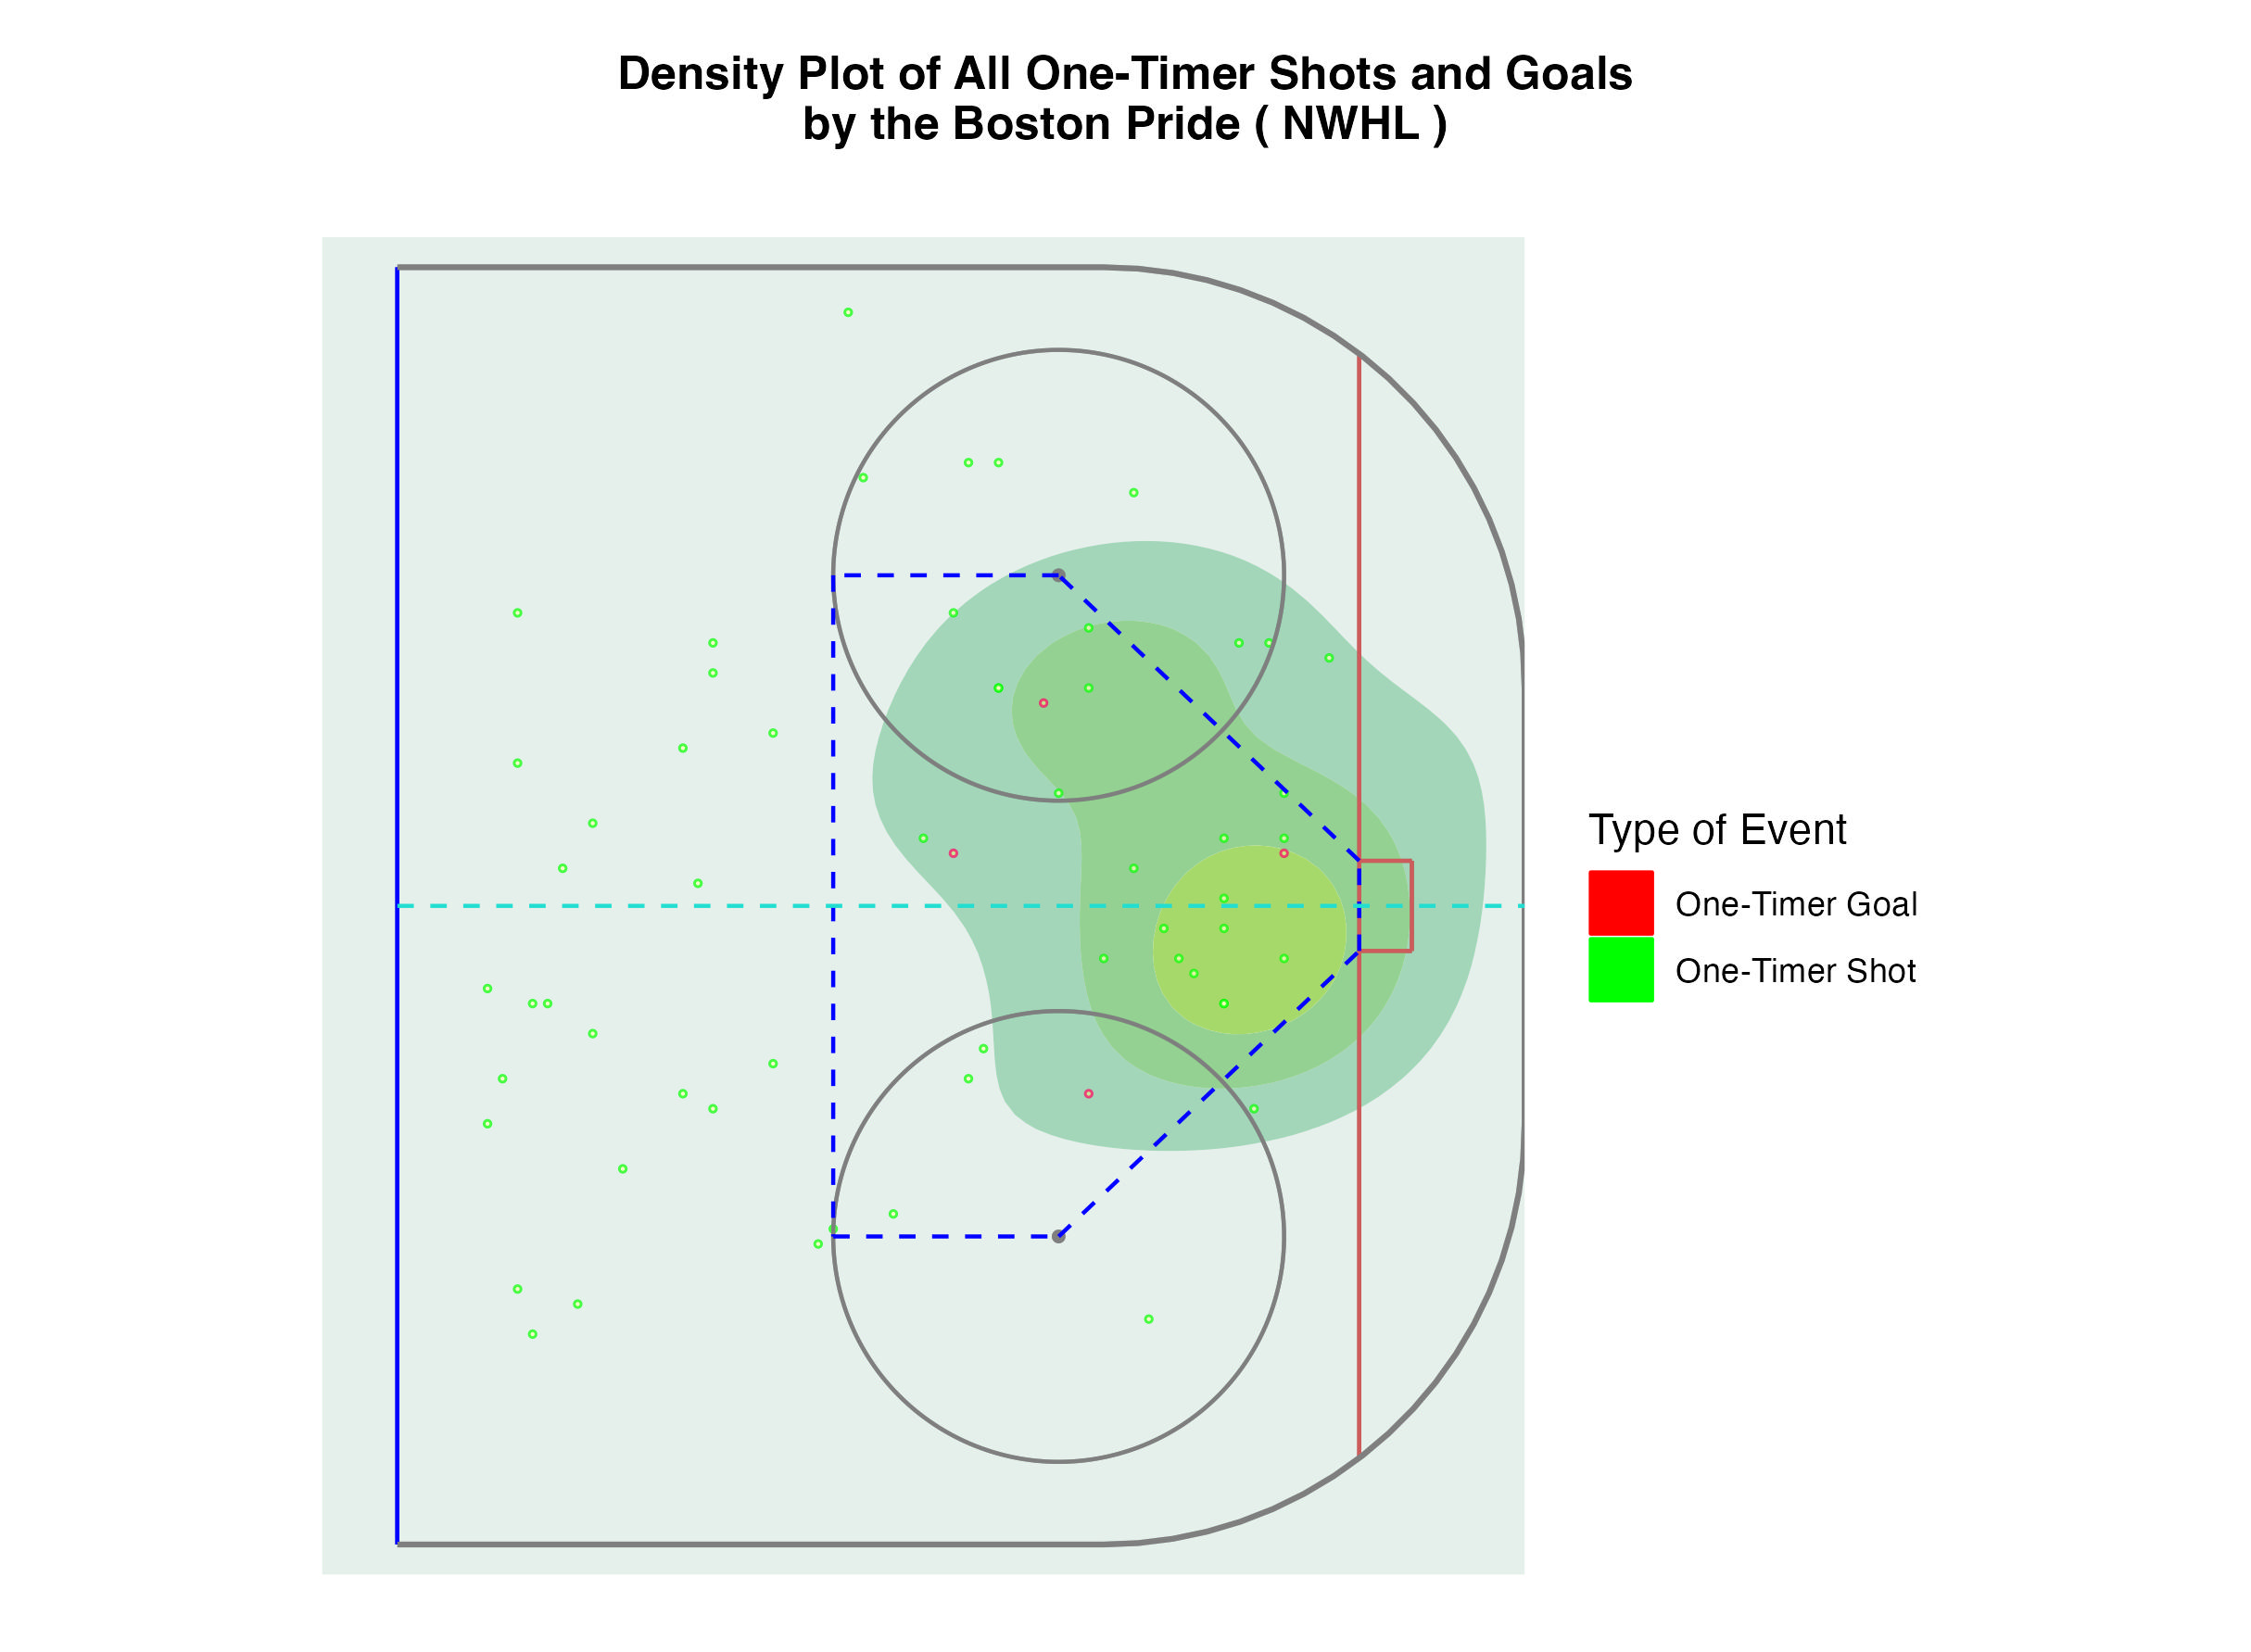 Density Plot of All One-Timer Shots and Goals
by the Boston Pride ( NWHL )
Type of Event
One-Timer Goal
One-Timer Shot